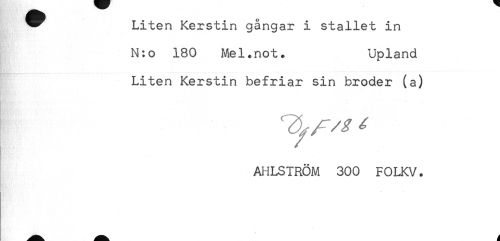 Liten Kerstin gångar i stallet in
N:o 180 Mel.not. Upland
Liten Kerstin befriar sin broder (a)
DgF 186
AHLSTRÖM 300 FOLKV.